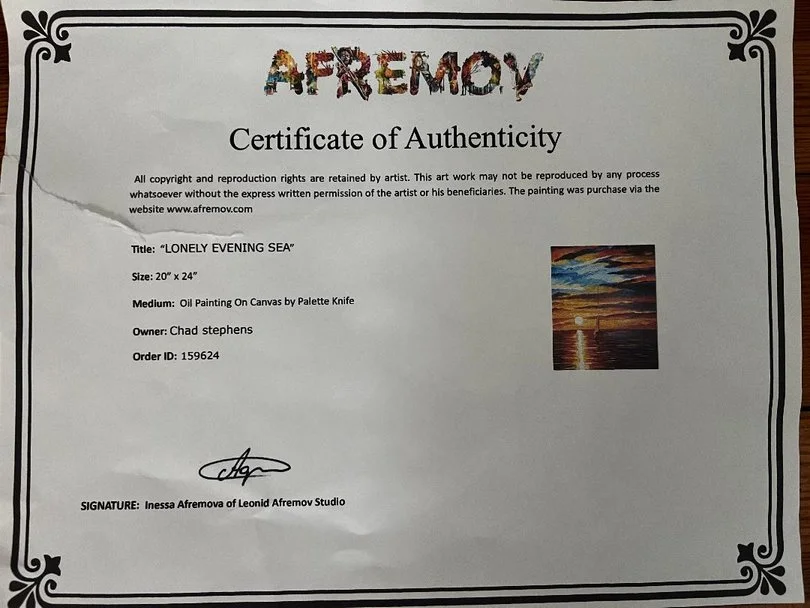 AFREMOV
Certificate of Authenticity
All copyright and reproduction rights are retained by artist. This art work may not be reproduced by any process
whatsoever without the express written permission of the artist or his beneficiaries. The painting was purchase via the
website www.afremov.com
Title: “LONELY EVENING SEA”
Size: 20” x 24”
Medium: Oil Painting On Canvas by Palette Knife
Owner: Chad stephens
Order ID: 159624
SIGNATURE: Inessa Afremova of Leonid Afremov Studio